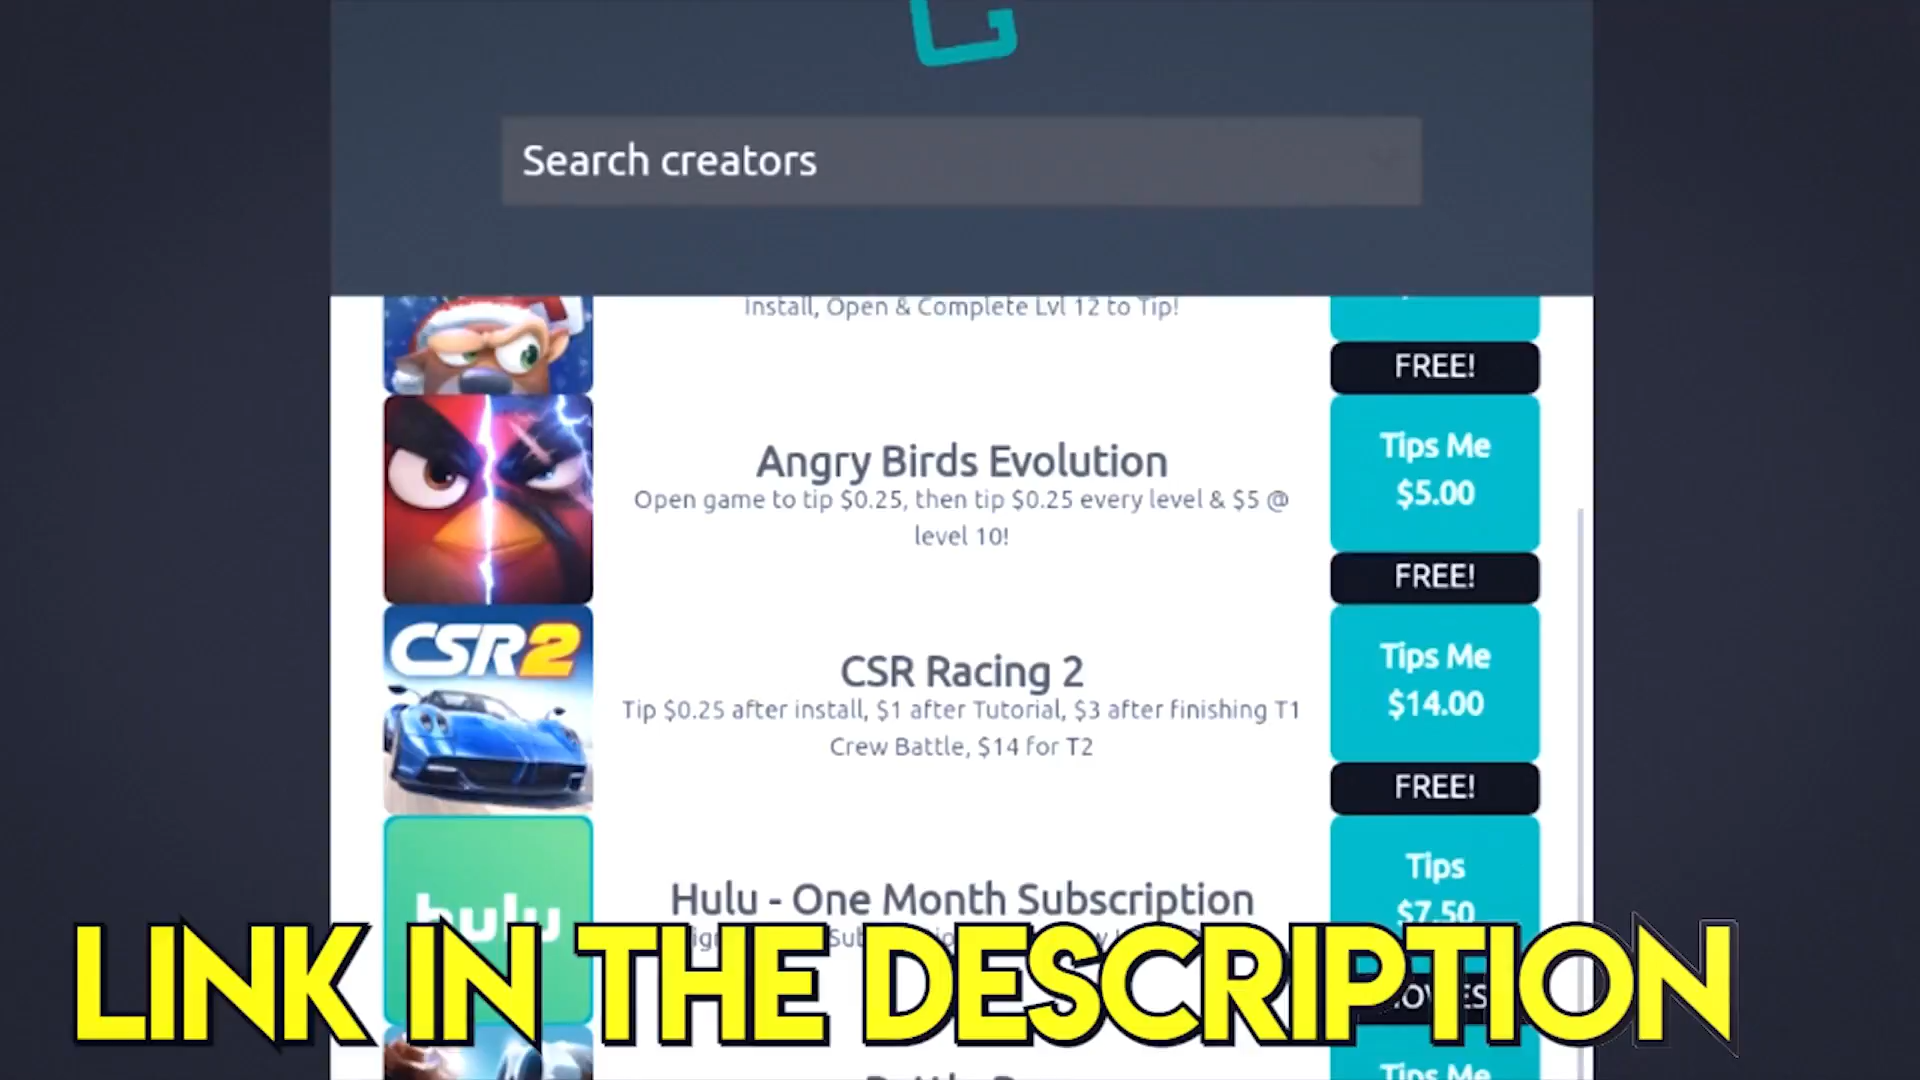 Search creators
Install, Open & Complete Lvl 12 to Tip!
FREE!
Angry Birds Evolution
Open game to tip $0.25, then tip $0.25 every level & $5 @
level 10!
Tips Me
$5.00
FREE!
CSR2
CSR Racing 2
Tip $0.25 after install, $1 after Tutorial, $3 after finishing T1
Crew Battle, $14 for T2
Tips Me
$14.00
FREE!
hulu
Hulu - One Month Subscription
Tips
$7.50
LINK IN THE DESCRIPTION
Tips Me